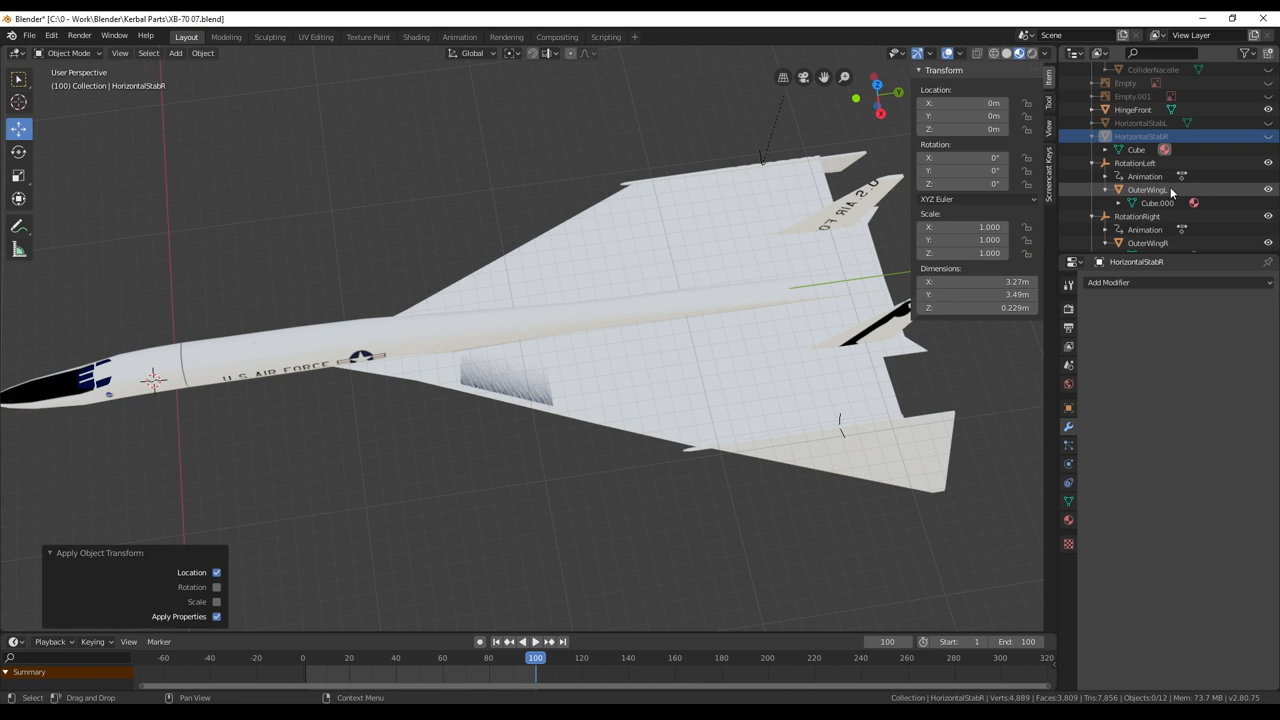 Blender* [C:\0 - Work\Blender\Kerbal Parts\XB-70 07.blend]
File Edit Render Window Help Layout Modeling Sculpting UV Editing Texture Paint Shading Animation Rendering Compositing Scripting + Scene View Layer
Object Mode View Select Add Object Global
User Perspective
(100) Collection | HorizontalStabR
U.S. AIR FO
U.S AIR FORCE
Z
Y
X
Transform
Location:
X: 0m
Y: 0m
Z: 0m
Rotation:
X: 0°
Y: 0°
Z: 0°
XYZ Euler
Scale:
X: 1.000
Y: 1.000
Z: 1.000
Dimensions:
X: 3.27m
Y: 3.49m
Z: 0.229m
Item
Tool
View
Screencast Keys
ColliderNacelle
Empty
Empty.001
HingeFront
HorizontalStabL
HorizontalStabR
Cube
RotationLeft
Animation
OuterWingL
Cube.000
RotationRight
Animation
OuterWingR
HorizontalStabR
Add Modifier
Apply Object Transform
Location
Rotation
Scale
Apply Properties
Playback Keying View Marker 100 Start: 1 End: 100
-60 -40 -20 0 20 40 60 80 100 120 140 160 180 200 220 240 260 280 300 320
Summary
Select Drag and Drop Pan View Context Menu Collection | HorizontalStabR | Verts:4,889 | Faces:3,809 | Tris:7,856 | Objects:0/12 | Mem: 73.7 MB | v2.80.75